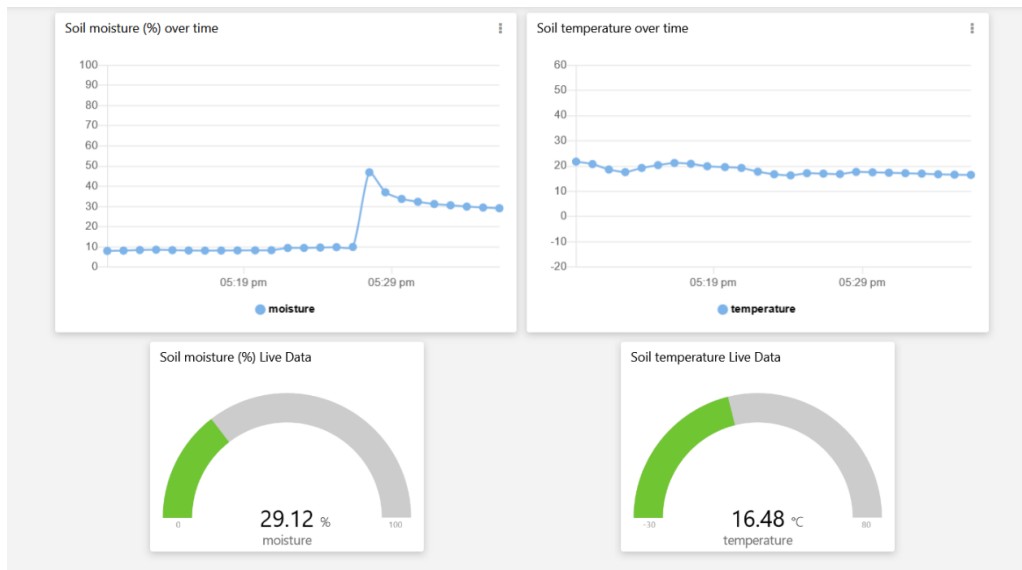 Soil moisture (%) over time
100
90
80
70
60
50
40
30
20
10
0
05:19 pm
05:29 pm
moisture
Soil temperature over time
60
50
40
30
20
10
0
-10
-20
05:19 pm
05:29 pm
temperature
Soil moisture (%) Live Data
0
29.12 %
100
moisture
Soil temperature Live Data
-30
16.48 °C
80
temperature